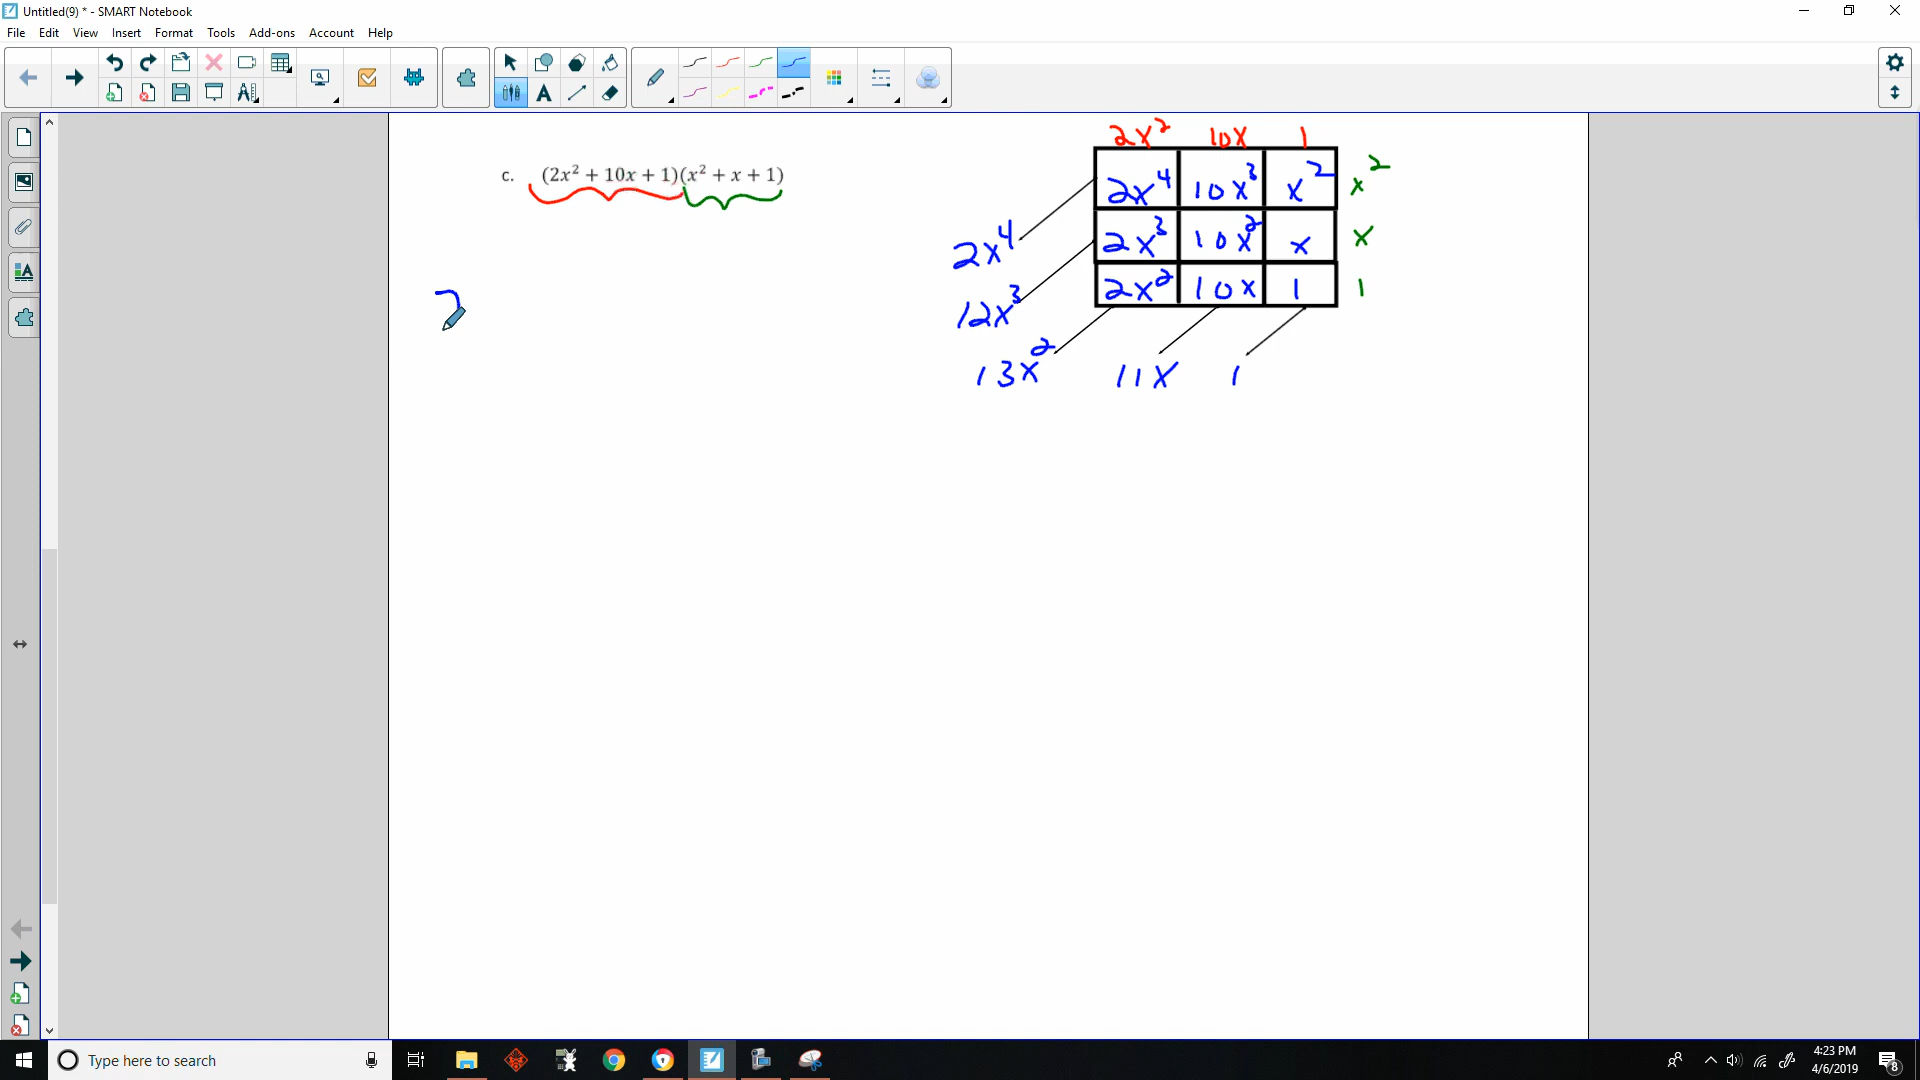 Untitled(9) * - SMART Notebook
File Edit View Insert Format Tools Add-ons Account Help
2x² 10x 1
c. (2x² + 10x + 1)(x² + x + 1)
2x⁴ 10x³ x² x²
2x³ 10x² x x
2x⁴
2x² 10x 1 1
12x³
13x² 11x 1
Type here to search
4:23 PM
4/6/2019
8